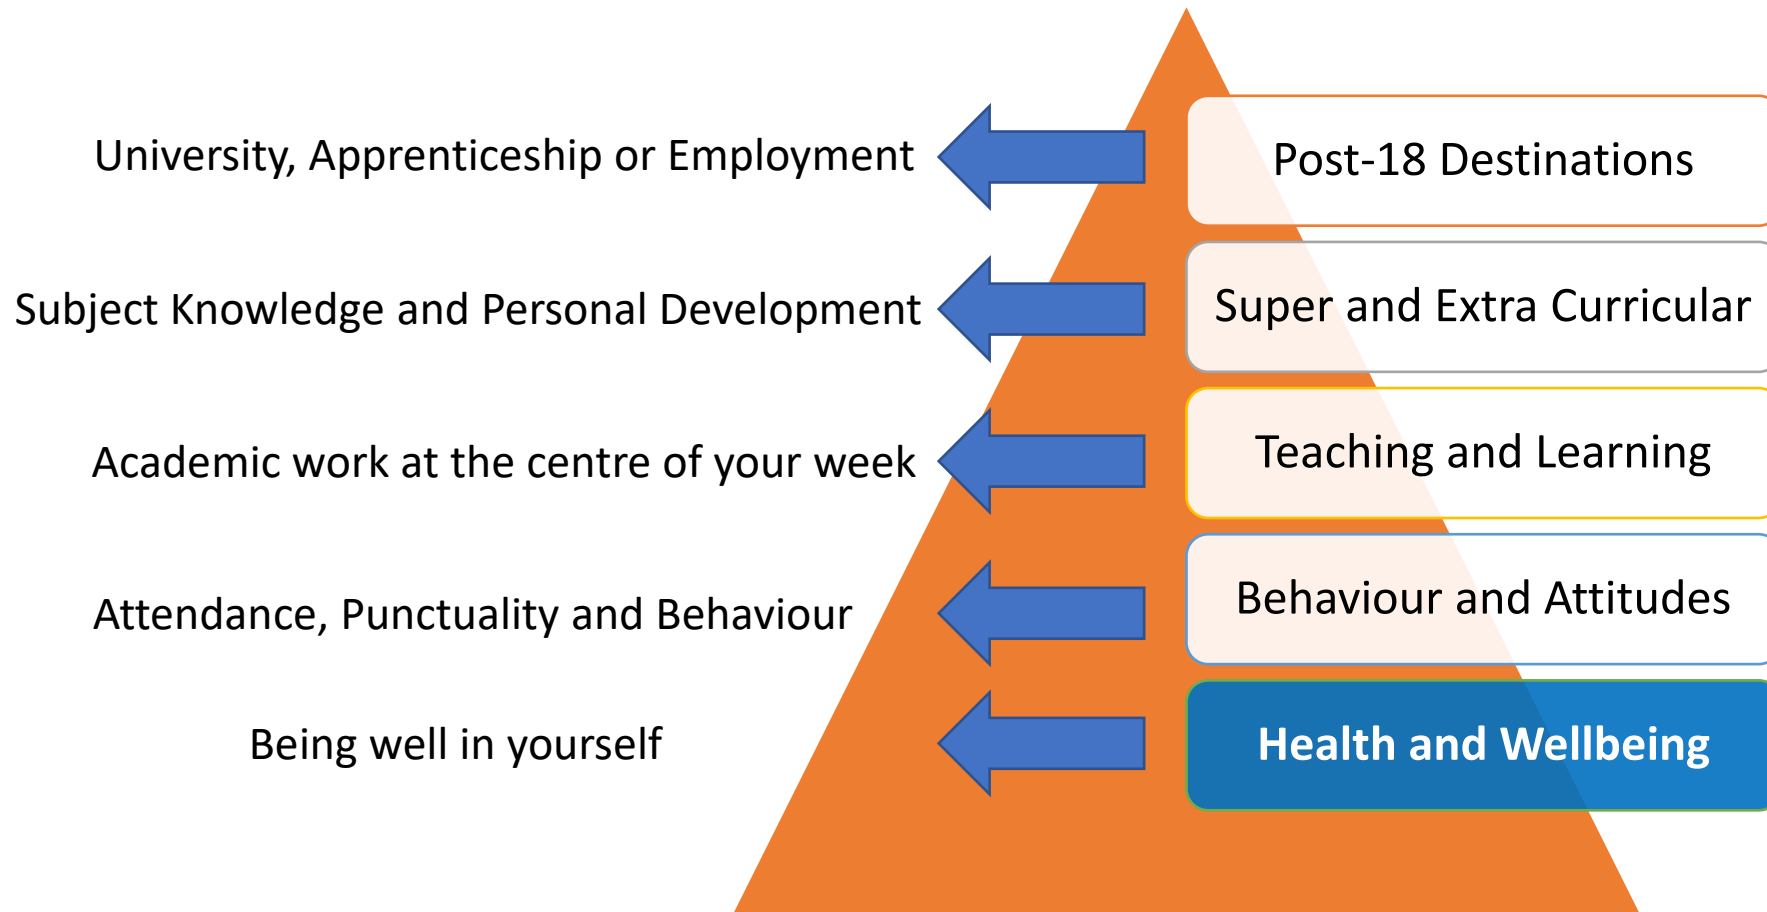 University, Apprenticeship or Employment
Post-18 Destinations
Subject Knowledge and Personal Development
Super and Extra Curricular
Academic work at the centre of your week
Teaching and Learning
Attendance, Punctuality and Behaviour
Behaviour and Attitudes
Being well in yourself
Health and Wellbeing